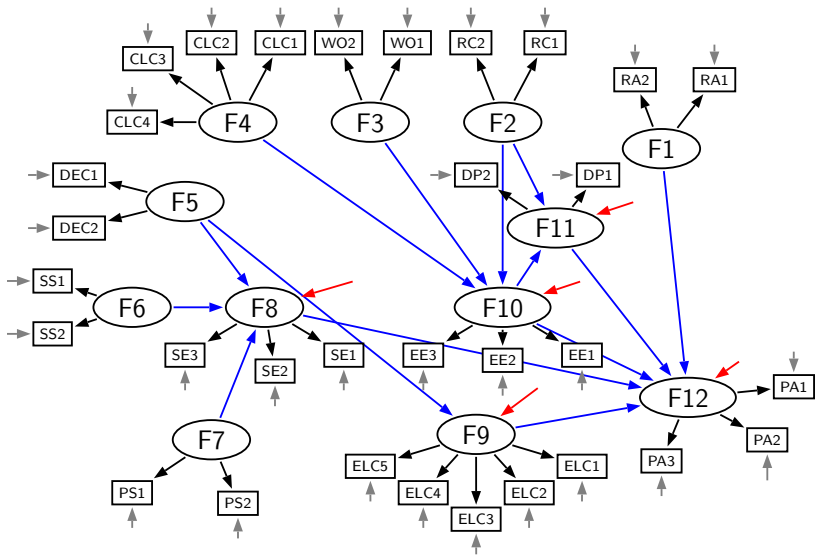 CLC2 CLC1 WO2 WO1 RC2 RC1
CLC3
RA2 RA1
CLC4 F4 F3 F2
F1
DEC1 DP2 DP1
F5
DEC2 F11
SS1
F6 F8 F10
SS2
SE3 SE1 EE3 EE1
EE2
SE2
PA1
F12
F7 F9 PA2
PA3
ELC5 ELC1
PS1 ELC4 ELC2
PS2
ELC3